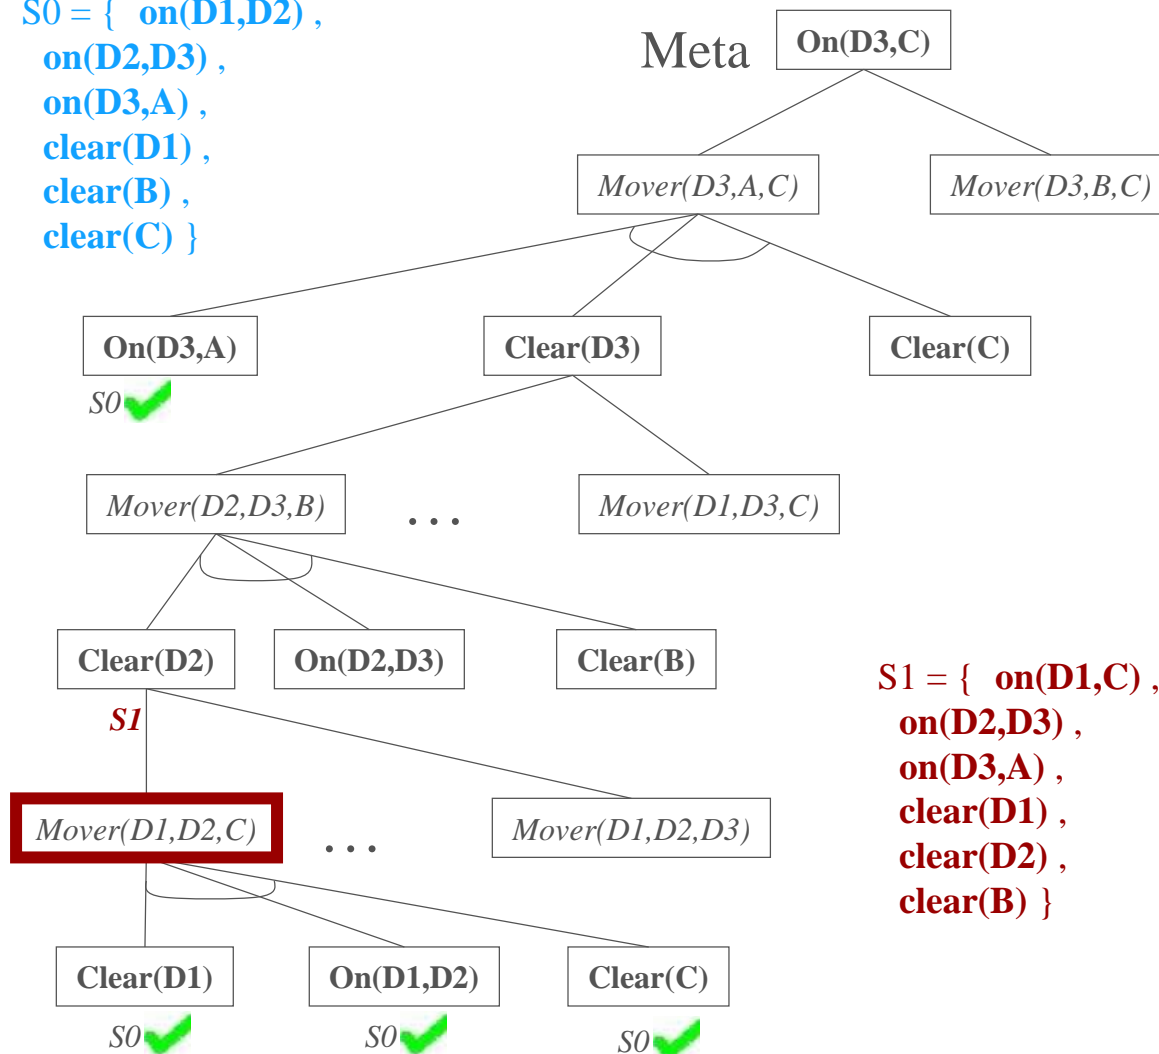 S0 = { on(D1,D2) ,
on(D2,D3) ,
on(D3,A) ,
clear(D1) ,
clear(B) ,
clear(C) }
Meta On(D3,C)
Mover(D3,A,C) Mover(D3,B,C)
On(D3,A) Clear(D3) Clear(C)
S0
Mover(D2,D3,B) ... Mover(D1,D3,C)
Clear(D2) On(D2,D3) Clear(B)
S1
Mover(D1,D2,C) ... Mover(D1,D2,D3)
Clear(D1) On(D1,D2) Clear(C)
S0 S0 S0
S1 = { on(D1,C) ,
on(D2,D3) ,
on(D3,A) ,
clear(D1) ,
clear(D2) ,
clear(B) }